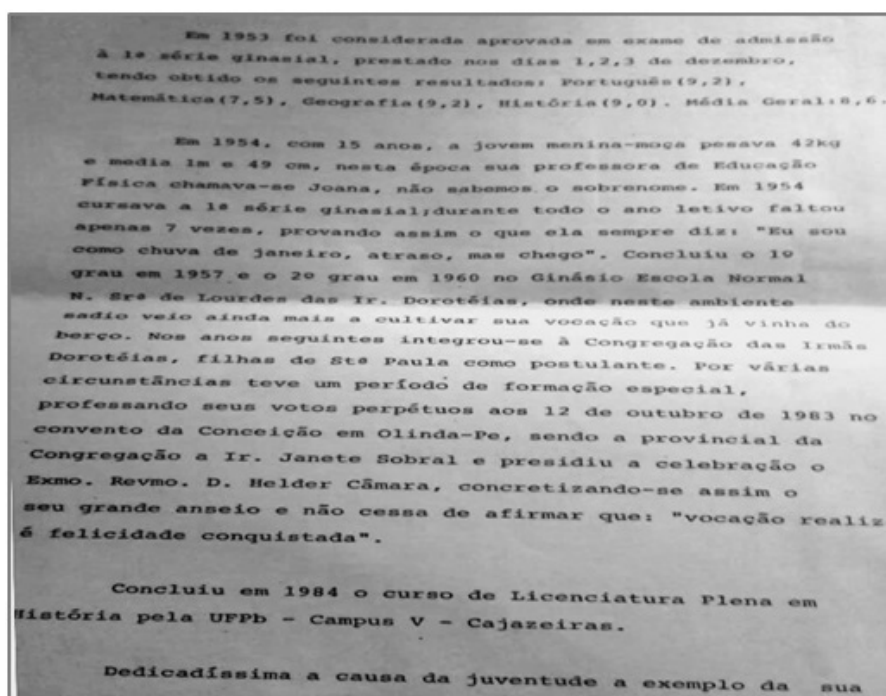 Em 1953 foi considerada aprovada em exame de admissão
à 1ª série ginasial, prestado nos dias 1,2,3 de dezembro,
tendo obtido os seguintes resultados: Português(9,2),
Matemática(7,5), Geografia(9,2), História(9,0). Média Geral:8,6.
Em 1954, com 15 anos, a jovem menina-moça pesava 42kg
e media 1m e 49 cm, nesta época sua professora de Educação
Física chamava-se Joana, não sabemos o sobrenome. Em 1954
cursava a 1ª série ginasial;durante todo o ano letivo faltou
apenas 7 vezes, provando assim o que ela sempre diz: "Eu sou
como chuva de janeiro, atraso, mas chego". Concluiu o 1º
grau em 1957 e o 2º grau em 1960 no Ginásio Escola Normal
N. Srª de Lourdes das Ir. Dorotéias, onde neste ambiente
sadio veio ainda mais a cultivar sua vocação que já vinha do
berço. Nos anos seguintes integrou-se à Congregação das Irmãs
Dorotéias, filhas de Stª Paula como postulante. Por várias
circunstâncias teve um período de formação especial,
professando seus votos perpétuos aos 12 de outubro de 1983 no
convento da Conceição em Olinda-Pe, sendo a provincial da
Congregação a Ir. Janete Sobral e presidiu a celebração o
Exmo. Revmo. D. Helder Câmara, concretizando-se assim o
seu grande anseio e não cessa de afirmar que: "vocação realiz
é felicidade conquistada".
Concluiu em 1984 o curso de Licenciatura Plena em
História pela UFPb - Campus V - Cajazeiras.
Dedicadíssima a causa da juventude a exemplo da sua